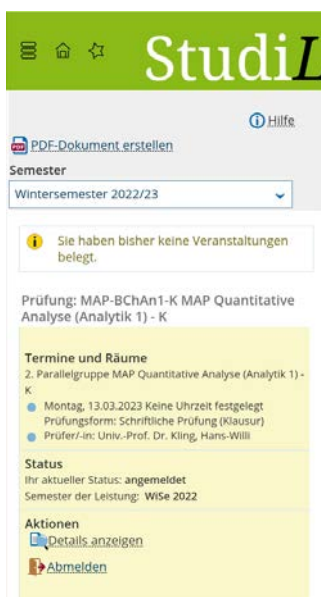 StudiL
Hilfe
PDF PDF-Dokument erstellen
Semester
Wintersemester 2022/23
Sie haben bisher keine Veranstaltungen
belegt.
Prüfung: MAP-BChAn1-K MAP Quantitative
Analyse (Analytik 1) - K
Termine und Räume
2. Parallelgruppe MAP Quantitative Analyse (Analytik 1) -
K
Montag, 13.03.2023 Keine Uhrzeit festgelegt
Prüfungsform: Schriftliche Prüfung (Klausur)
Prüfer/-in: Univ.-Prof. Dr. Kling, Hans-Willi
Status
Ihr aktueller Status: angemeldet
Semester der Leistung: WiSe 2022
Aktionen
Details anzeigen
Abmelden